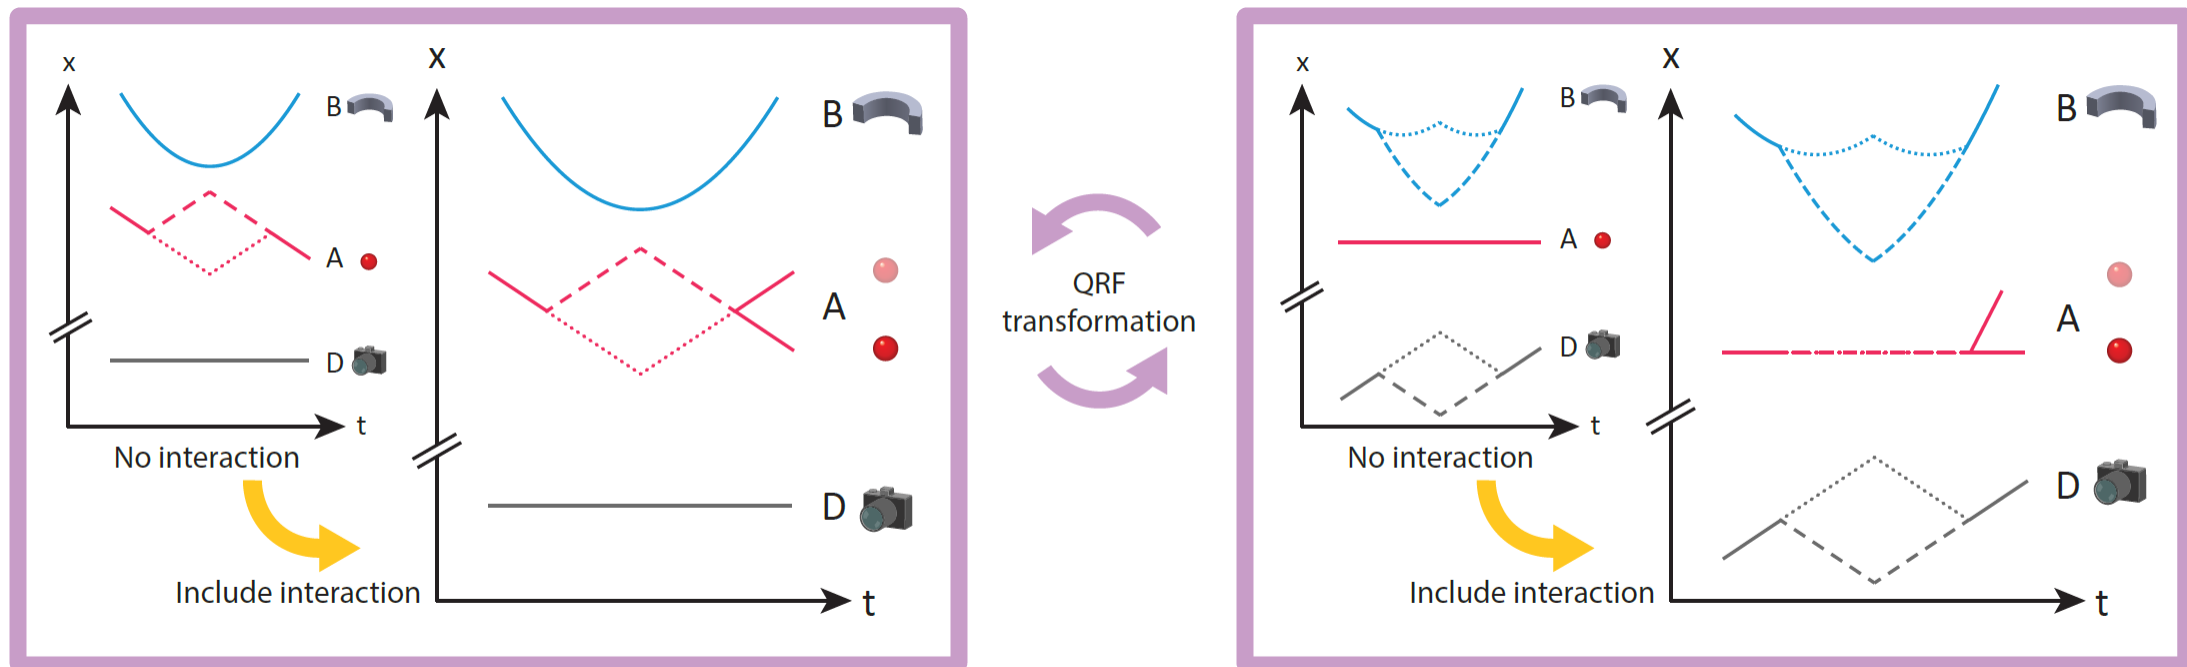 x
B
A
D
t
No interaction
Include interaction
x
B
A
D
t
QRF
transformation
x
B
A
D
t
No interaction
Include interaction
x
B
A
D
t